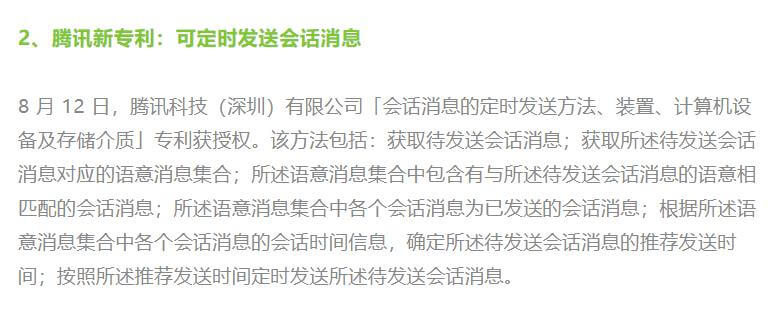 2、腾讯新专利：可定时发送会话消息
8 月 12 日，腾讯科技（深圳）有限公司「会话消息的定时发送方法、装置、计算机设
备及存储介质」专利获授权。该方法包括：获取待发送会话消息；获取所述待发送会话
消息对应的语意消息集合；所述语意消息集合中包含有与所述待发送会话消息的语意相
匹配的会话消息；所述语意消息集合中各个会话消息为已发送的会话消息；根据所述语
意消息集合中各个会话消息的会话时间信息，确定所述待发送会话消息的推荐发送时
间；按照所述推荐发送时间定时发送所述待发送会话消息。